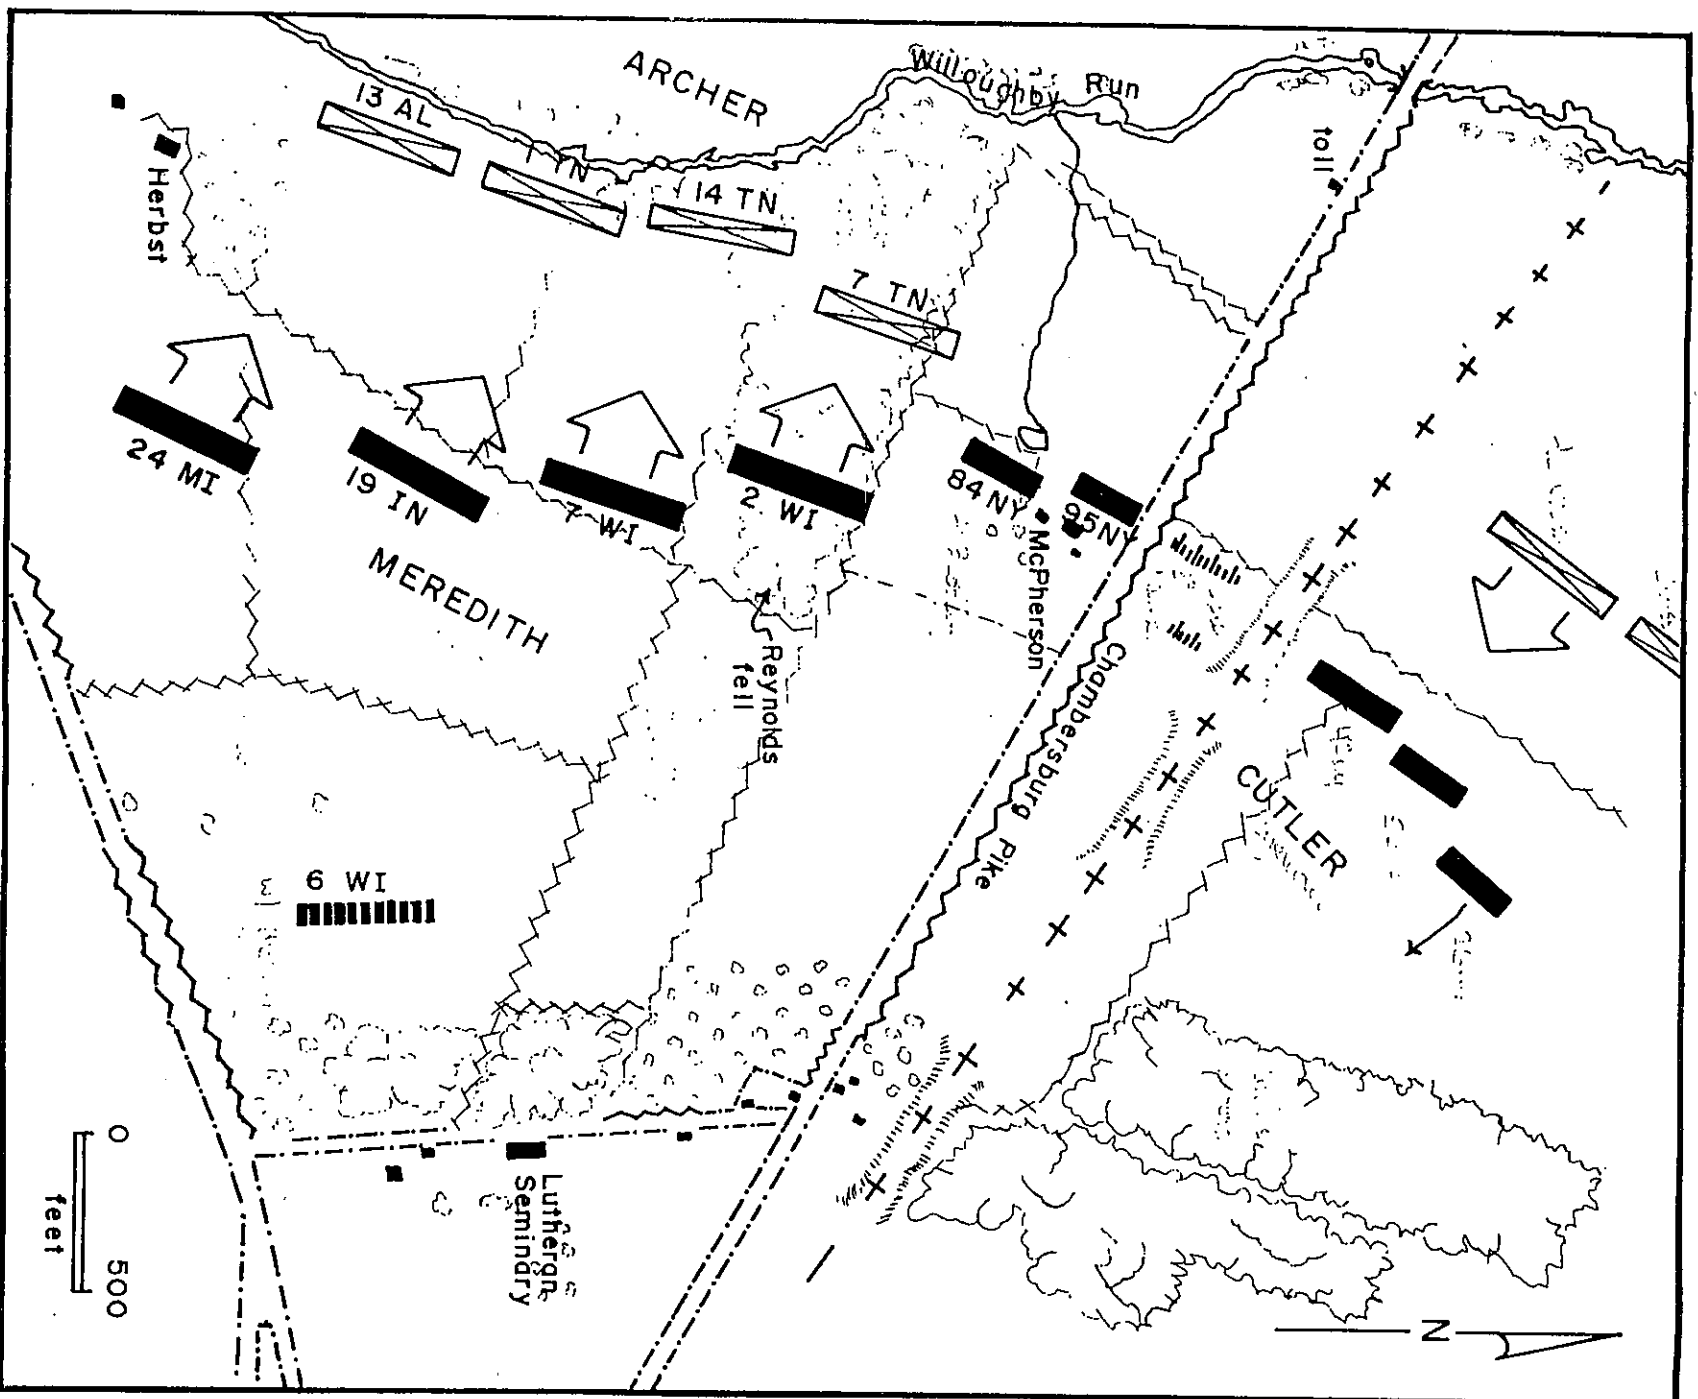 ARCHER
Willoughby Run
13 AL
TN
14 TN
7 TN
toll
Herbst
24 MI
19 IN
7 WI
2 WI
84 NY
95 NY
McPherson
MEREDITH
Reynolds
fell
Chambersburg Pike
CUTLER
6 WI
Lutheran
Seminary
0 500
feet
N